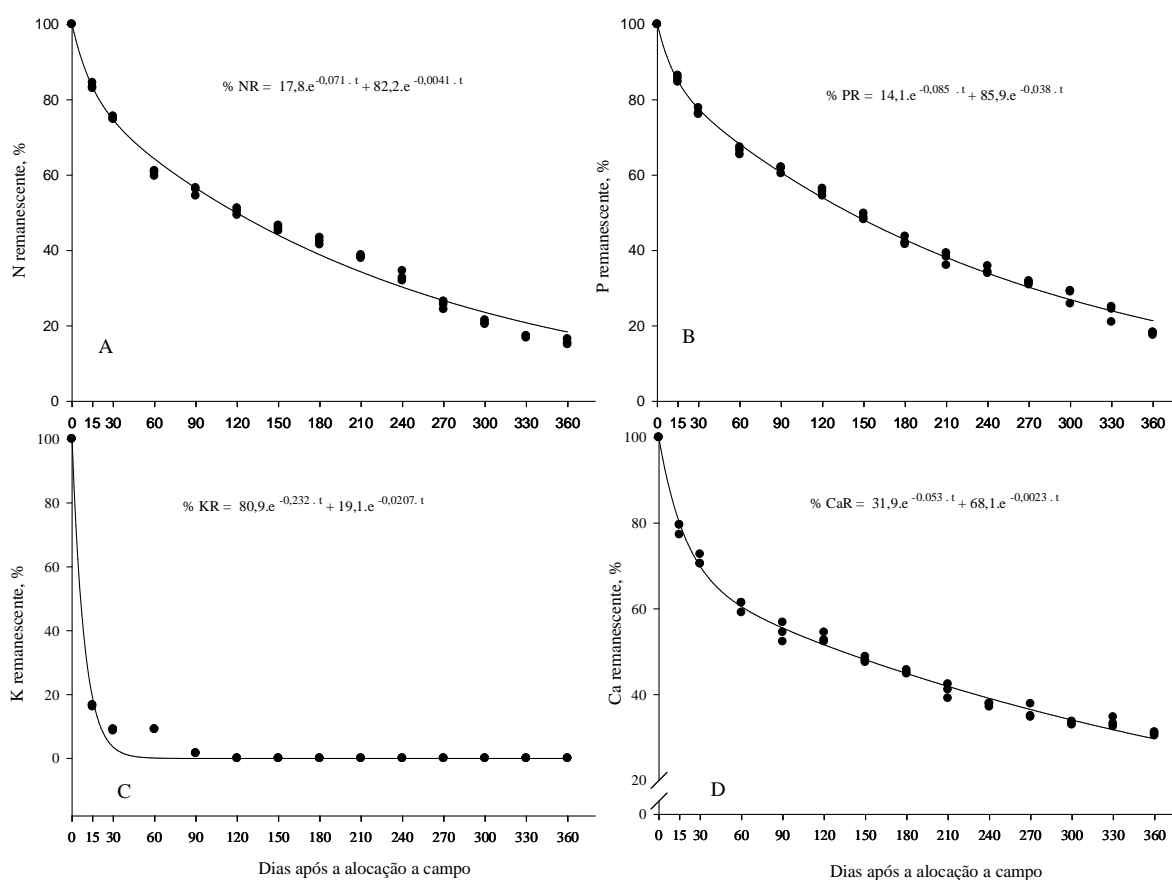 100
80
60
40
20
0
N remanescente, %
% NR = 17,8.e -0,071 . t + 82,2.e -0,0041 . t
A
0 15 30 60 90 120 150 180 210 240 270 300 330 360
100
80
60
40
20
0
P remanescente, %
% PR = 14,1.e -0,085 . t + 85,9.e -0,038 . t
B
0 15 30 60 90 120 150 180 210 240 270 300 330 360
100
80
60
40
20
0
K remanescente, %
% KR = 80,9.e -0,232 . t + 19,1.e -0,0207. t
C
0 15 30 60 90 120 150 180 210 240 270 300 330 360
Dias após a alocação a campo
100
80
60
40
20
0
Ca remanescente, %
% CaR = 31,9.e -0.053 . t + 68,1.e -0,0023 . t
D
0 15 30 60 90 120 150 180 210 240 270 300 330 360
Dias após a alocação a campo